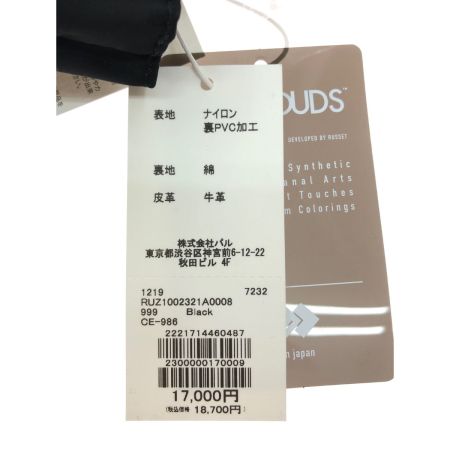 表地 ナイロン
裏PVC加工
裏地 綿
皮革 牛革
株式会社パル
東京都渋谷区神宮前6-12-22
秋田ビル 4F
1219 7232
RUZ1002321A0008
999 Black
CE-986
2221714460487
2300000170009
17,000円
(税込価格 18,700円)
OUDS™
DEVELOPED BY RUSSET
Synthetic
onal Arts
t Touches
m Colorings
n japan